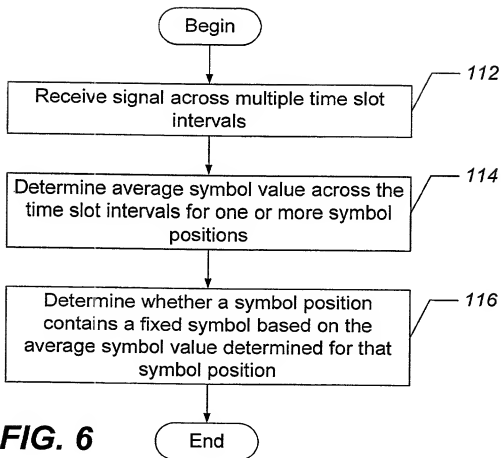 Begin
112
Receive signal across multiple time slot
intervals
114
Determine average symbol value across the
time slot intervals for one or more symbol
positions
116
Determine whether a symbol position
contains a fixed symbol based on the
average symbol value determined for that
symbol position
FIG. 6
End